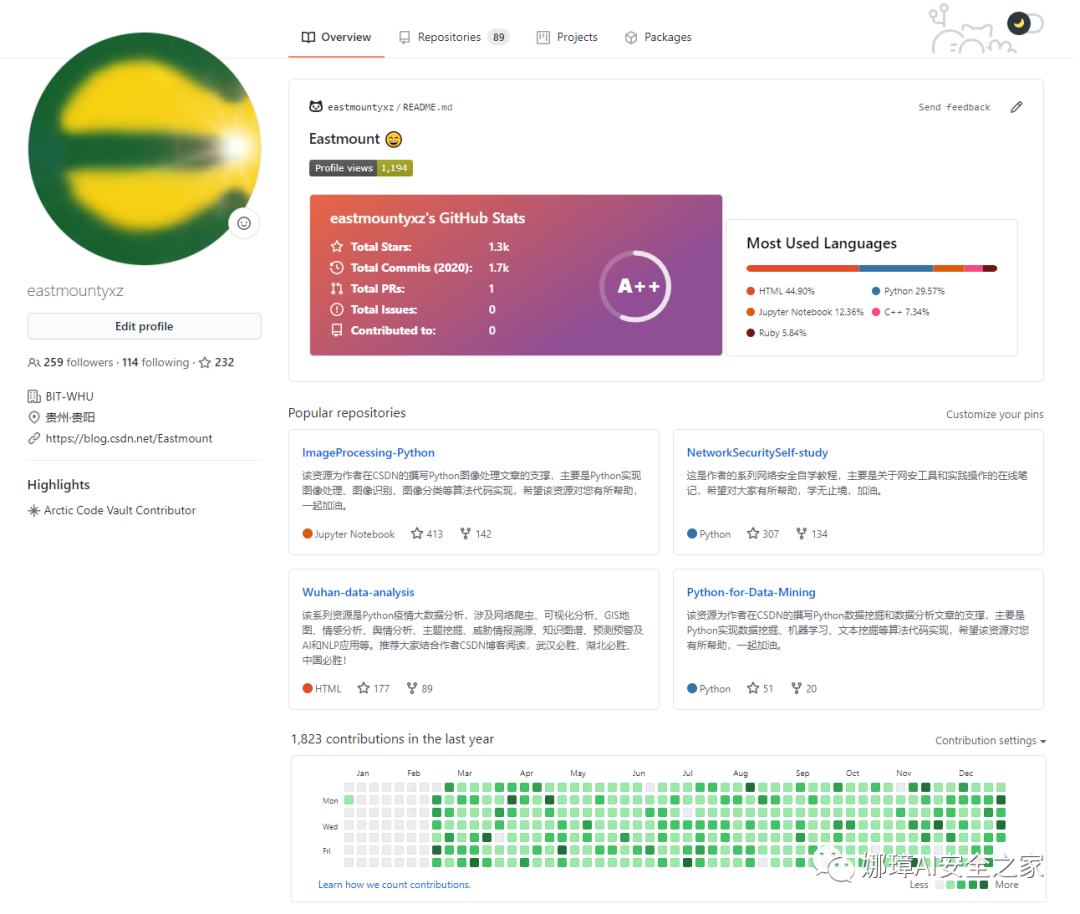 Overview
Repositories 89
Projects
Packages
eastmountyxz / README.md
Send feedback
Eastmount
Profile views 1,194
eastmountyxz's GitHub Stats
Total Stars: 1.3k
Total Commits (2020): 1.7k
Total PRs: 1
Total Issues: 0
Contributed to: 0
A++
Most Used Languages
HTML 44.90%
Python 29.57%
Jupyter Notebook 12.36%
C++ 7.34%
Ruby 5.84%
eastmountyxz
Edit profile
259 followers · 114 following · 232
BIT-WHU
贵州·贵阳
https://blog.csdn.net/Eastmount
Highlights
Arctic Code Vault Contributor
Popular repositories
Customize your pins
ImageProcessing-Python
该资源为作者在CSDN的撰写Python图像处理文章的支撑，主要是Python实现
图像处理、图像识别、图像分类等算法代码实现，希望该资源对您有所帮助，
一起加油。
Jupyter Notebook 413 142
NetworkSecuritySelf-study
这是作者的系列网络安全自学教程，主要是关于网安工具和实践操作的在线笔
记，希望对大家有所帮助，学无止境，加油。
Python 307 134
Wuhan-data-analysis
该系列资源是Python疫情大数据分析，涉及网络爬虫、可视化分析、GIS地
图、情感分析、舆情分析、主题挖掘、威胁情报溯源、知识图谱、预测预警及
AI和NLP应用等。推荐大家结合作者CSDN博客阅读，武汉必胜、湖北必胜、
中国必胜！
HTML 177 89
Python-for-Data-Mining
该资源为作者在CSDN的撰写Python数据挖掘和数据分析文章的支撑，主要是
Python实现数据挖掘、机器学习、文本挖掘等算法代码实现，希望该资源对您
有所帮助，一起加油。
Python 51 20
1,823 contributions in the last year
Contribution settings
Jan Feb Mar Apr May Jun Jul Aug Sep Oct Nov Dec
Mon
Wed
Fri
娜璋AI安全之家
Learn how we count contributions.
Less More